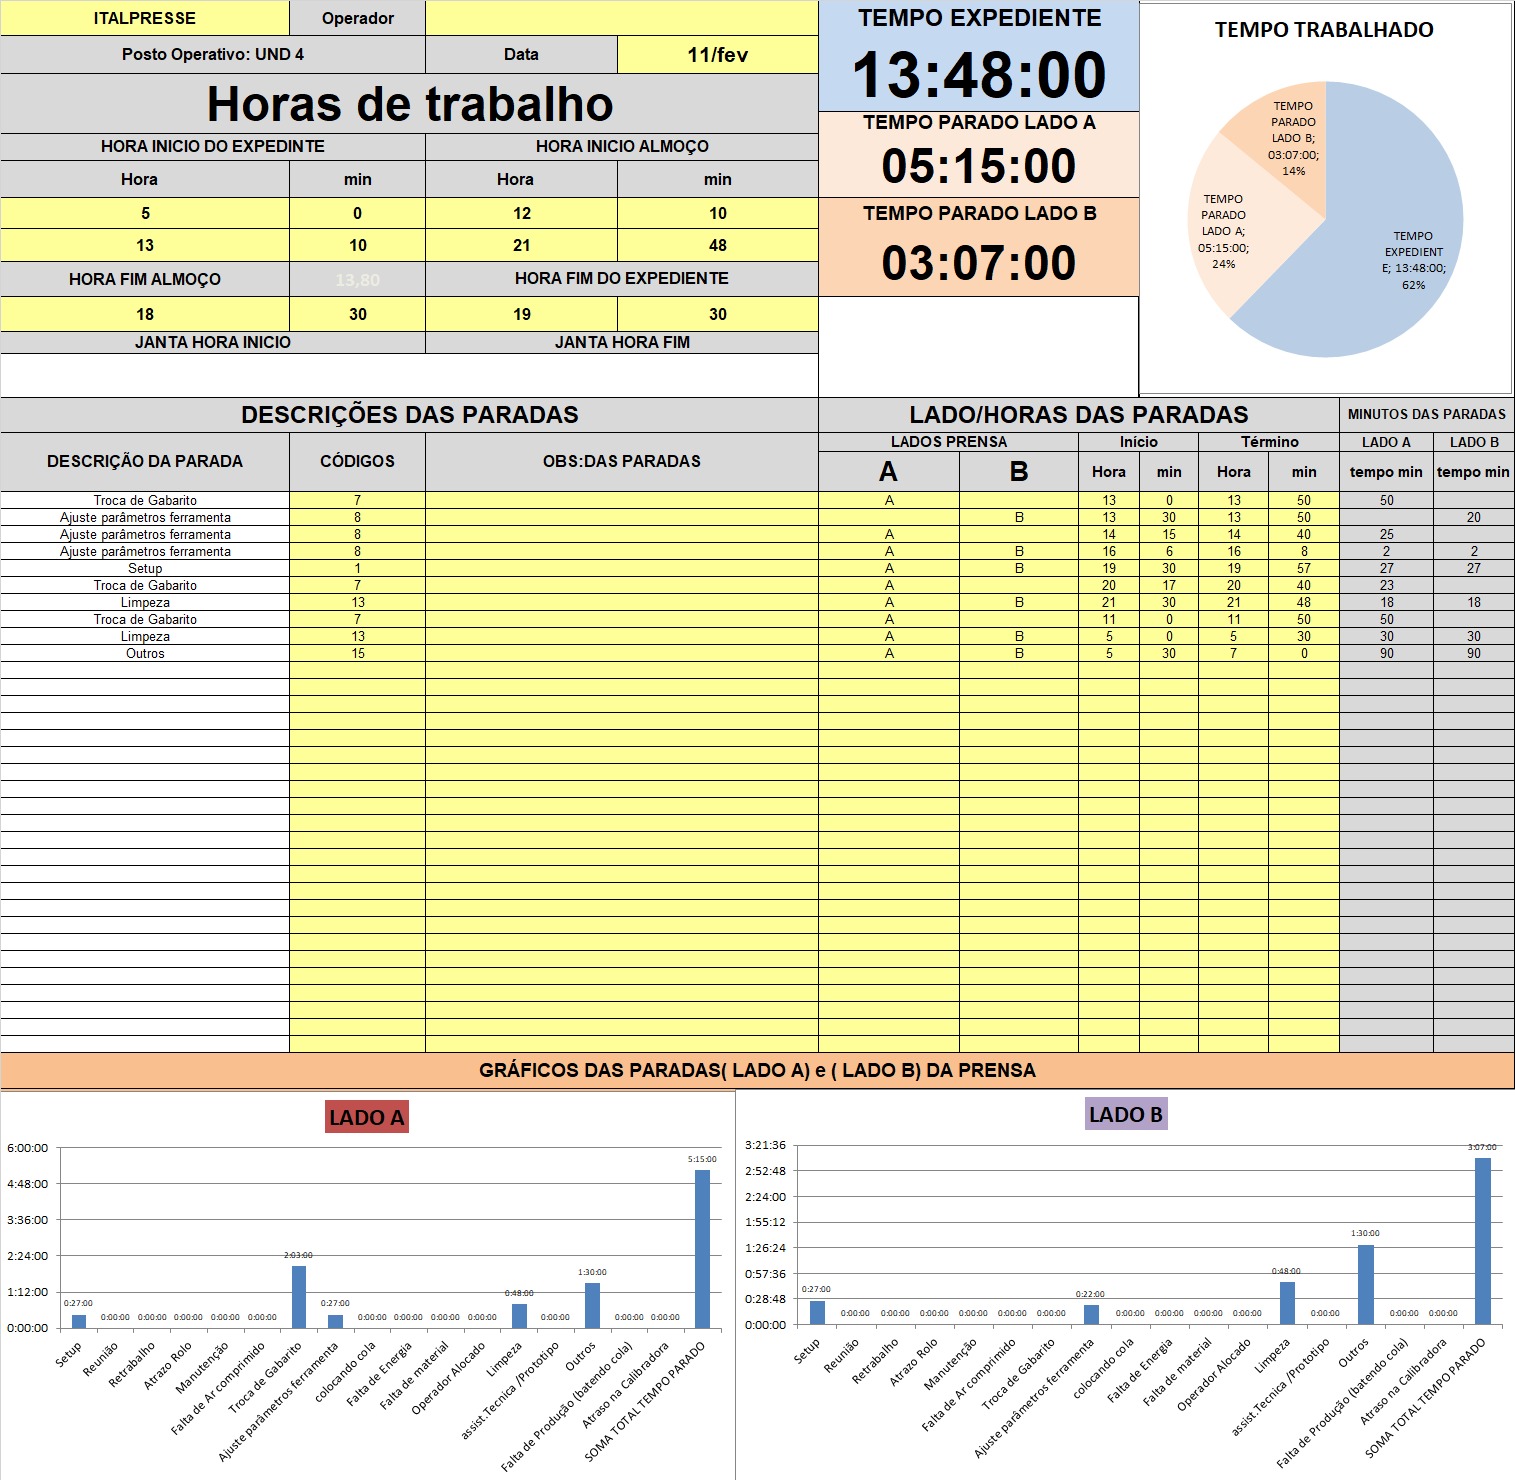 ITALPRESSE Operador
Posto Operativo: UND 4 Data 11/fev
Horas de trabalho
HORA INICIO DO EXPEDINTE HORA INICIO ALMOÇO
Hora min Hora min
5 0 12 10
13 10 21 48
HORA FIM ALMOÇO 13,80 HORA FIM DO EXPEDIENTE
18 30 19 30
JANTA HORA INICIO JANTA HORA FIM
TEMPO EXPEDIENTE
13:48:00
TEMPO PARADO LADO A
05:15:00
TEMPO PARADO LADO B
03:07:00
TEMPO TRABALHADO
TEMPO
PARADO
LADO B;
03:07:00;
14%
TEMPO
PARADO
LADO A;
05:15:00;
24%
TEMPO
EXPEDIENT
E; 13:48:00;
62%
DESCRIÇÕES DAS PARADAS LADO/HORAS DAS PARADAS MINUTOS DAS PARADAS
LADOS PRENSA Início Término LADO A LADO B
DESCRIÇÃO DA PARADA CÓDIGOS OBS:DAS PARADAS A B Hora min Hora min tempo min tempo min
Troca de Gabarito 7 A 13 0 13 50 50
Ajuste parâmetros ferramenta 8 B 13 30 13 50 20
Ajuste parâmetros ferramenta 8 A 14 15 14 40 25
Ajuste parâmetros ferramenta 8 A B 16 6 16 8 2 2
Setup 1 A B 19 30 19 57 27 27
Troca de Gabarito 7 A 20 17 20 40 23
Limpeza 13 A B 21 30 21 48 18 18
Troca de Gabarito 7 A 11 0 11 50 50
Limpeza 13 A B 5 0 5 30 30 30
Outros 15 A B 5 30 7 0 90 90
GRÁFICOS DAS PARADAS( LADO A) e ( LADO B) DA PRENSA
LADO A
6:00:00
4:48:00
3:36:00
2:24:00
1:12:00
0:00:00
0:27:00 0:00:00 0:00:00 0:00:00 0:00:00 0:00:00 2:03:00 0:27:00 0:00:00 0:00:00 0:00:00 0:00:00 0:48:00 0:00:00 1:30:00 0:00:00 0:00:00 5:15:00
Setup
Reunião
Retrabalho
Atrazo Rolo
Manutenção
Falta de Ar comprimido
Troca de Gabarito
Ajuste parâmetros ferramenta
colocando cola
Falta de Energia
Falta de material
Operador Alocado
Limpeza
assist.Tecnica /Prototipo
Outros
Falta de Produção (batendo cola)
Atraso na Calibradora
SOMA TOTAL TEMPO PARADO
LADO B
3:21:36
2:52:48
2:24:00
1:55:12
1:26:24
0:57:36
0:28:48
0:00:00
0:27:00 0:00:00 0:00:00 0:00:00 0:00:00 0:00:00 0:00:00 0:22:00 0:00:00 0:00:00 0:00:00 0:00:00 0:48:00 0:00:00 1:30:00 0:00:00 0:00:00 3:07:00
Setup
Reunião
Retrabalho
Atrazo Rolo
Manutenção
Falta de Ar comprimido
Troca de Gabarito
Ajuste parâmetros ferramenta
colocando cola
Falta de Energia
Falta de material
Operador Alocado
Limpeza
assist.Tecnica /Prototipo
Outros
Falta de Produção (batendo cola)
Atraso na Calibradora
SOMA TOTAL TEMPO PARADO